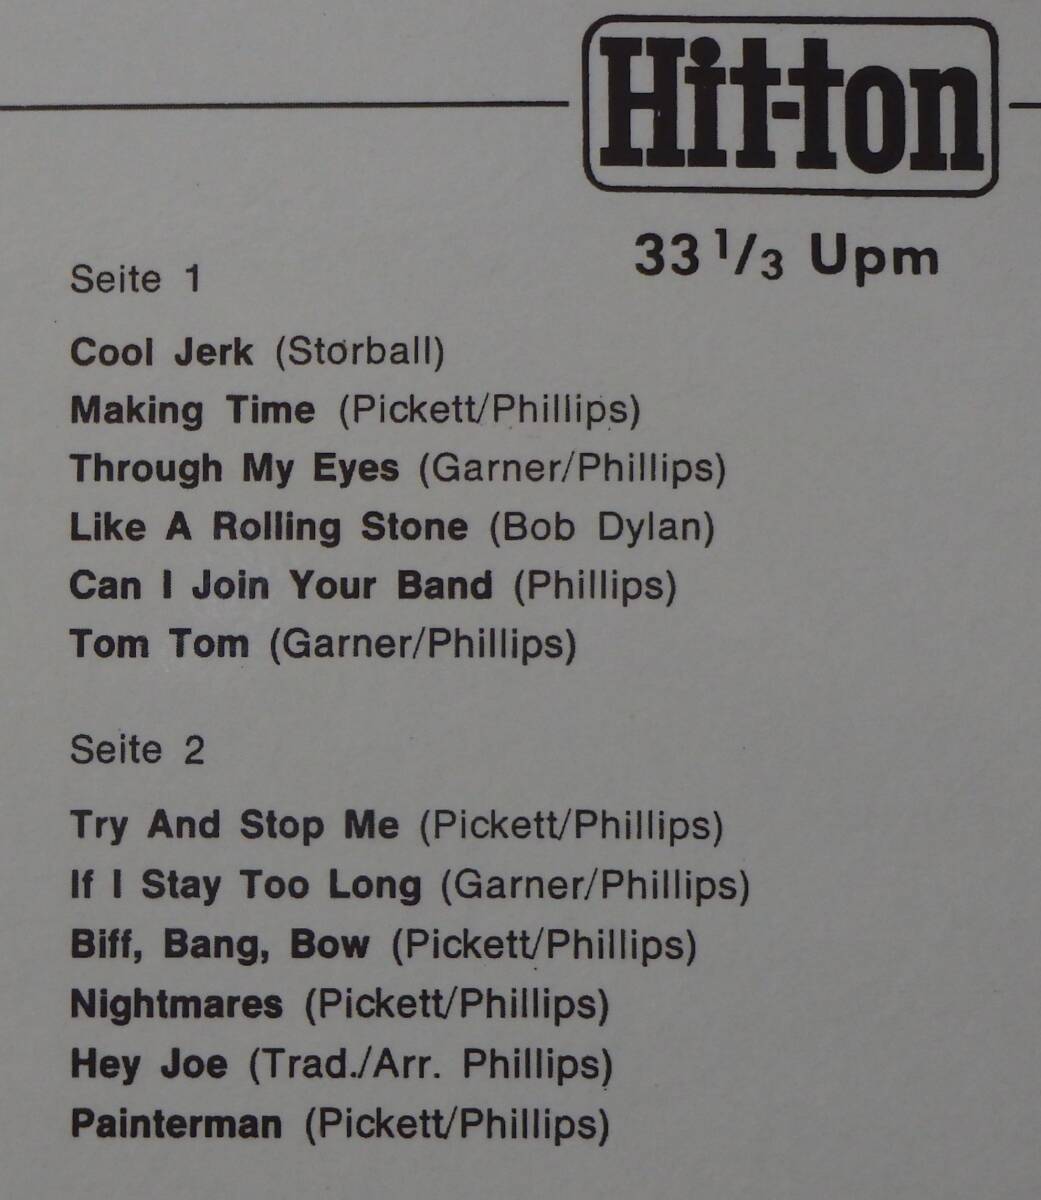 Hit-ton
33 1/3 Upm
Seite 1
Cool Jerk (Storball)
Making Time (Pickett/Phillips)
Through My Eyes (Garner/Phillips)
Like A Rolling Stone (Bob Dylan)
Can I Join Your Band (Phillips)
Tom Tom (Garner/Phillips)
Seite 2
Try And Stop Me (Pickett/Phillips)
If I Stay Too Long (Garner/Phillips)
Biff, Bang, Bow (Pickett/Phillips)
Nightmares (Pickett/Phillips)
Hey Joe (Trad./Arr. Phillips)
Painterman (Pickett/Phillips)